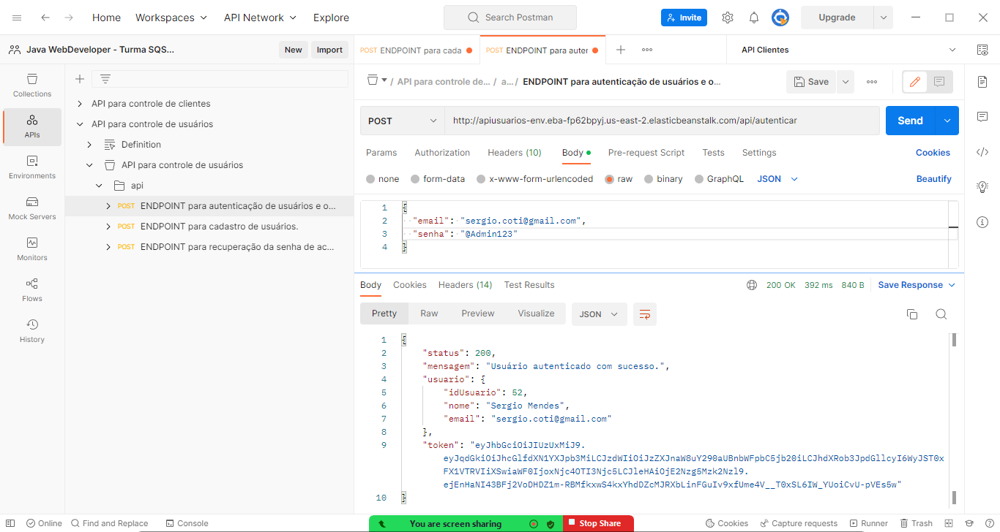 Home Workspaces API Network Explore Search Postman Invite Upgrade
Java WebDeveloper - Turma SQS... New Import POST ENDPOINT para cada POST ENDPOINT para auter API Clientes
Collections
APIs
Environments
Mock Servers
Monitors
Flows
History
API para controle de clientes
API para controle de usuários
Definition
API para controle de usuários
api
POST ENDPOINT para autenticação de usuários e o...
POST ENDPOINT para cadastro de usuários.
POST ENDPOINT para recuperação da senha de ac...
/ API para controle de... / a... / ENDPOINT para autenticação de usuários e o... Save
POST http://apiusuarios-env.eba-fp62bpyj.us-east-2.elasticbeanstalk.com/api/autenticar Send
Params Authorization Headers (10) Body Pre-request Script Tests Settings Cookies
none form-data x-www-form-urlencoded raw binary GraphQL JSON Beautify
1 {
2 "email": "sergio.coti@gmail.com",
3 "senha": "@Admin123"
4 }
Body Cookies Headers (14) Test Results 200 OK 392 ms 840 B Save Response
Pretty Raw Preview Visualize JSON
1 {
2 "status": 200,
3 "mensagem": "Usuário autenticado com sucesso.",
4 "usuario": {
5 "idUsuario": 52,
6 "nome": "Sergio Mendes",
7 "email": "sergio.coti@gmail.com"
8 },
9 "token": "eyJhbGciOiJIUzUxMiJ9.
eyJqdGkiOiJhcGlfdXN1YXJpb3MiLCJzdWIiOiJzZXJnaW8uY290aUBnbWFpbC5jb20iLCJhdXRob3JpdGllcyI6WyJST0x
FX1VTRVIiXSwiaWF0IjoxNjc4OTI3Njc5LCJleHAiOjE2Nzg5Mzk2Nzl9.
ejEnHaNI43BFj2VoDHDZ1m-RBMfkxwS4kxYhdDZcMJRXbLinFGuIv9xfUme4V__T0xSL6IW_YUoiCvU-pVEs5w"
10 }
Online Find and Replace Console You are screen sharing Stop Share Cookies Capture requests Runner Trash